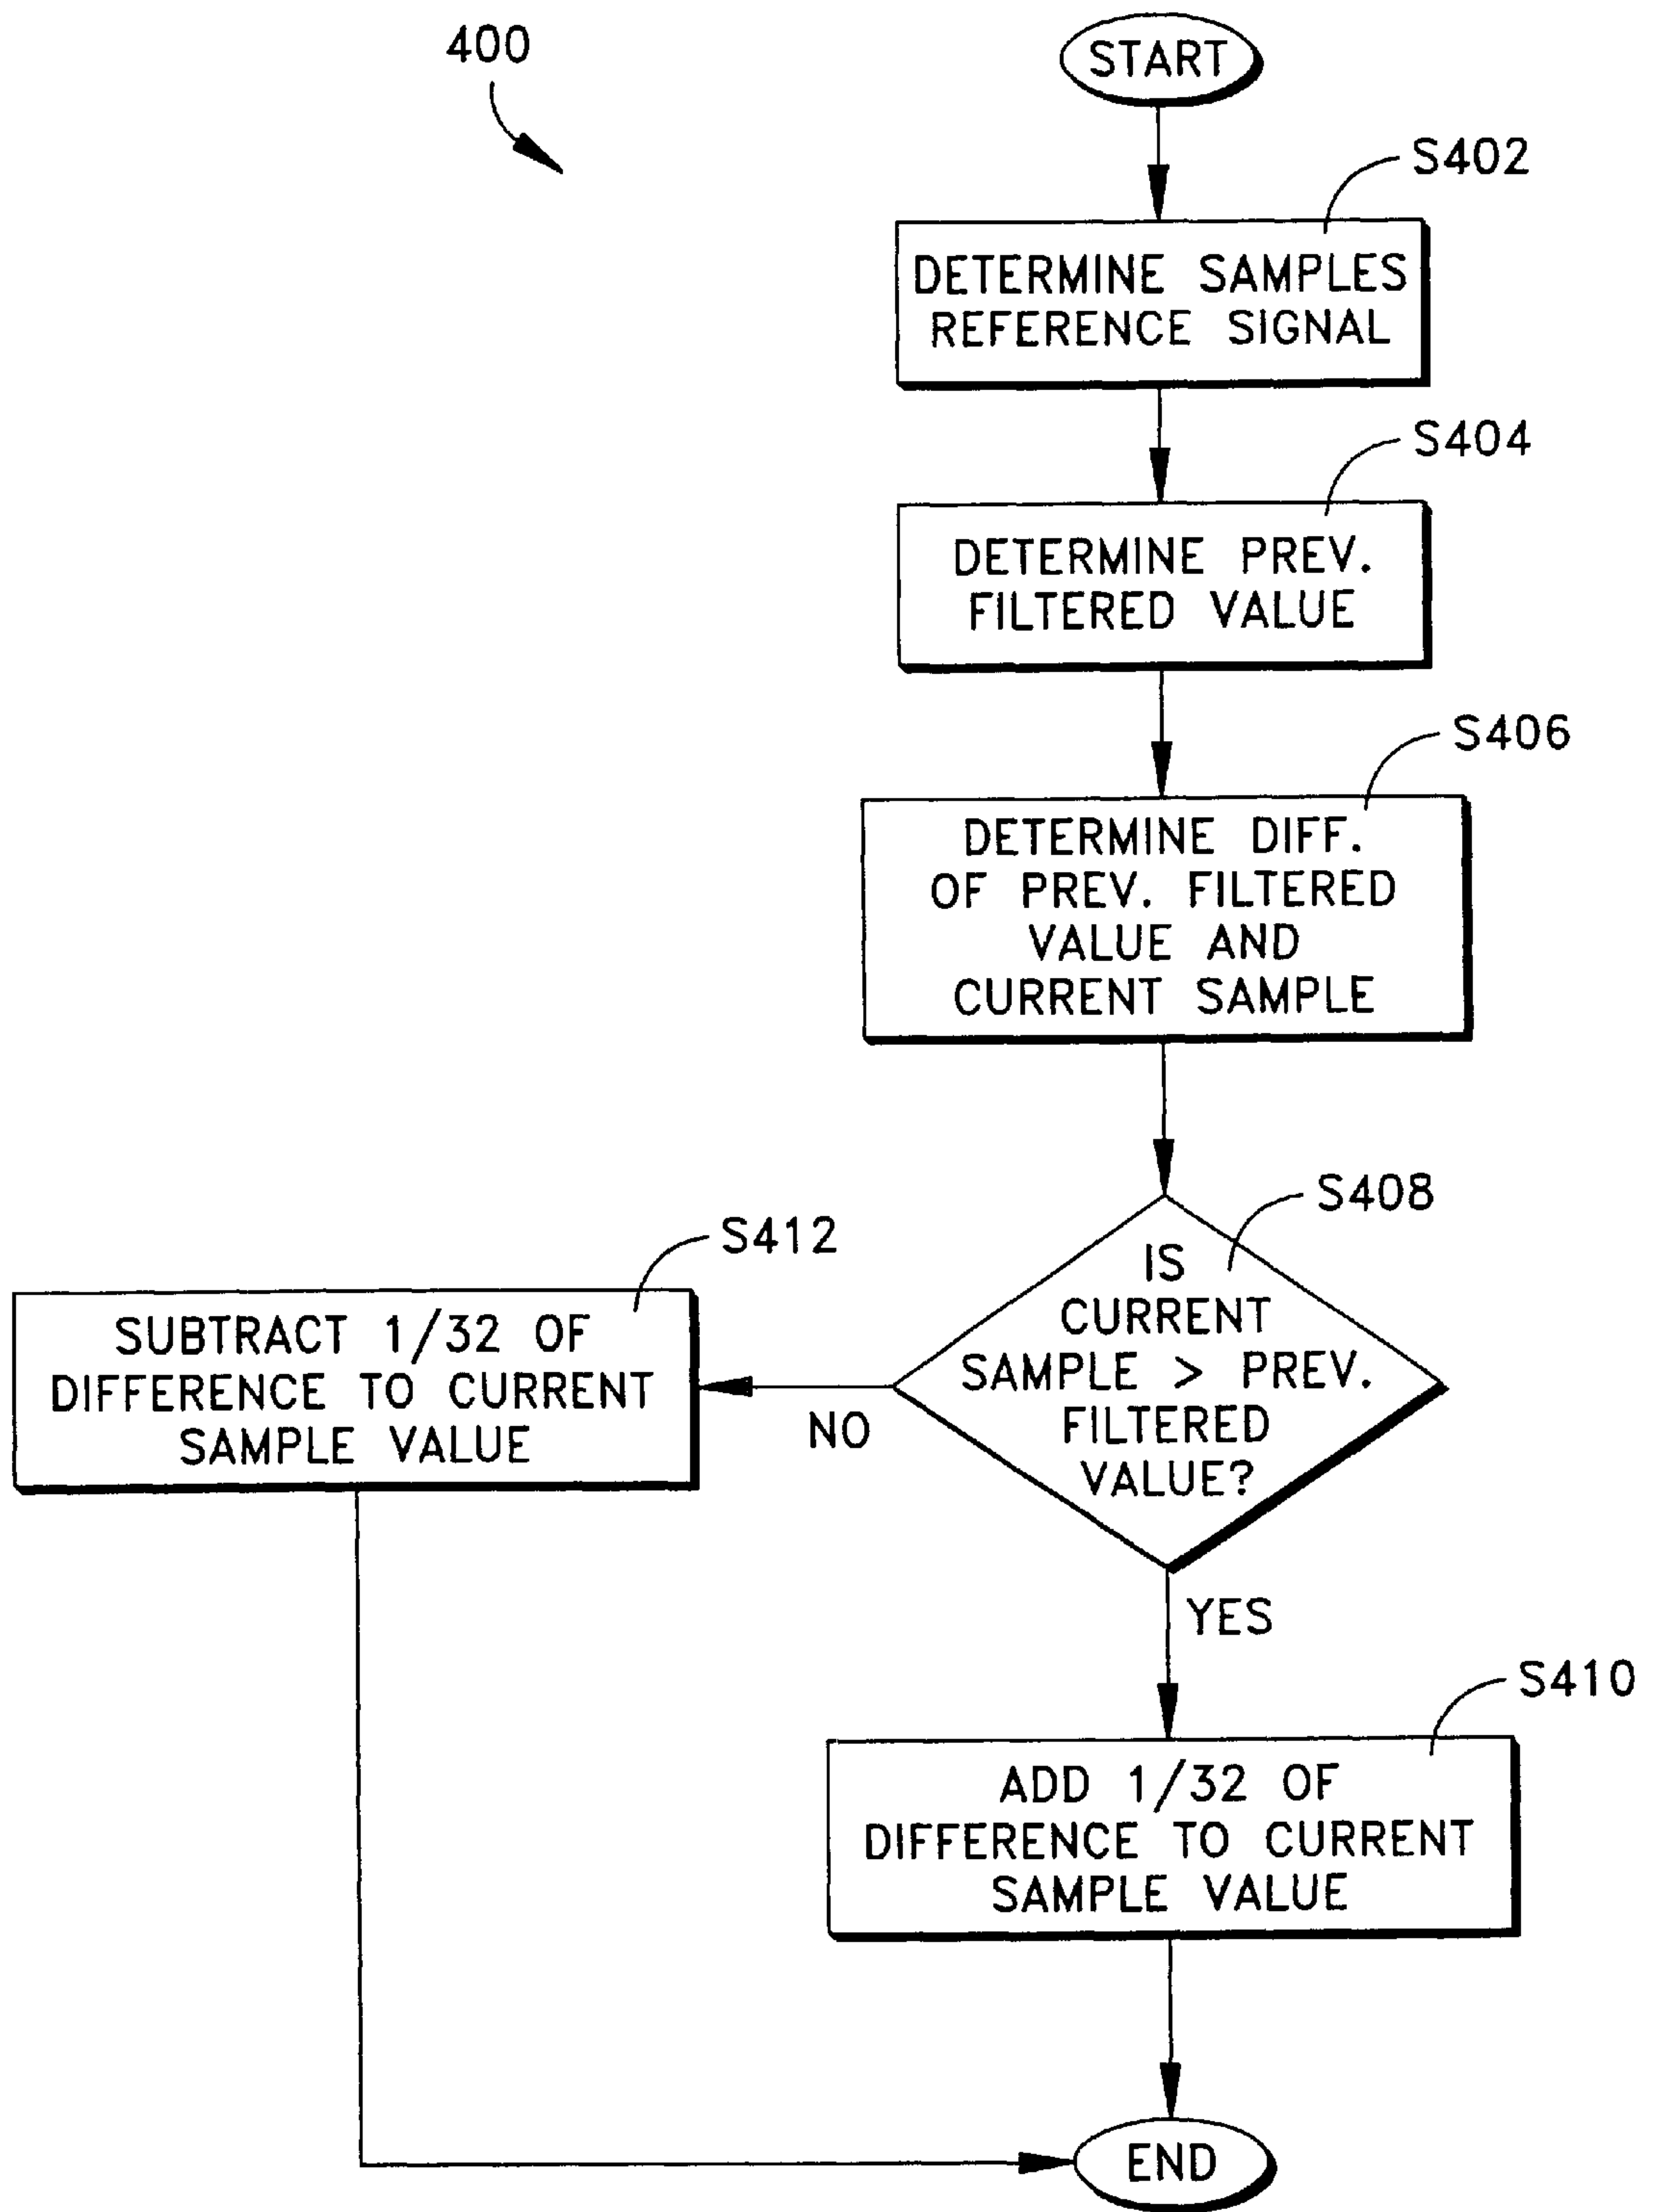 400
START
S402
DETERMINE SAMPLES
REFERENCE SIGNAL
S404
DETERMINE PREV.
FILTERED VALUE
S406
DETERMINE DIFF.
OF PREV. FILTERED
VALUE AND
CURRENT SAMPLE
S408
IS
CURRENT
SAMPLE > PREV.
FILTERED
VALUE?
NO
S412
SUBTRACT 1/32 OF
DIFFERENCE TO CURRENT
SAMPLE VALUE
YES
S410
ADD 1/32 OF
DIFFERENCE TO CURRENT
SAMPLE VALUE
END